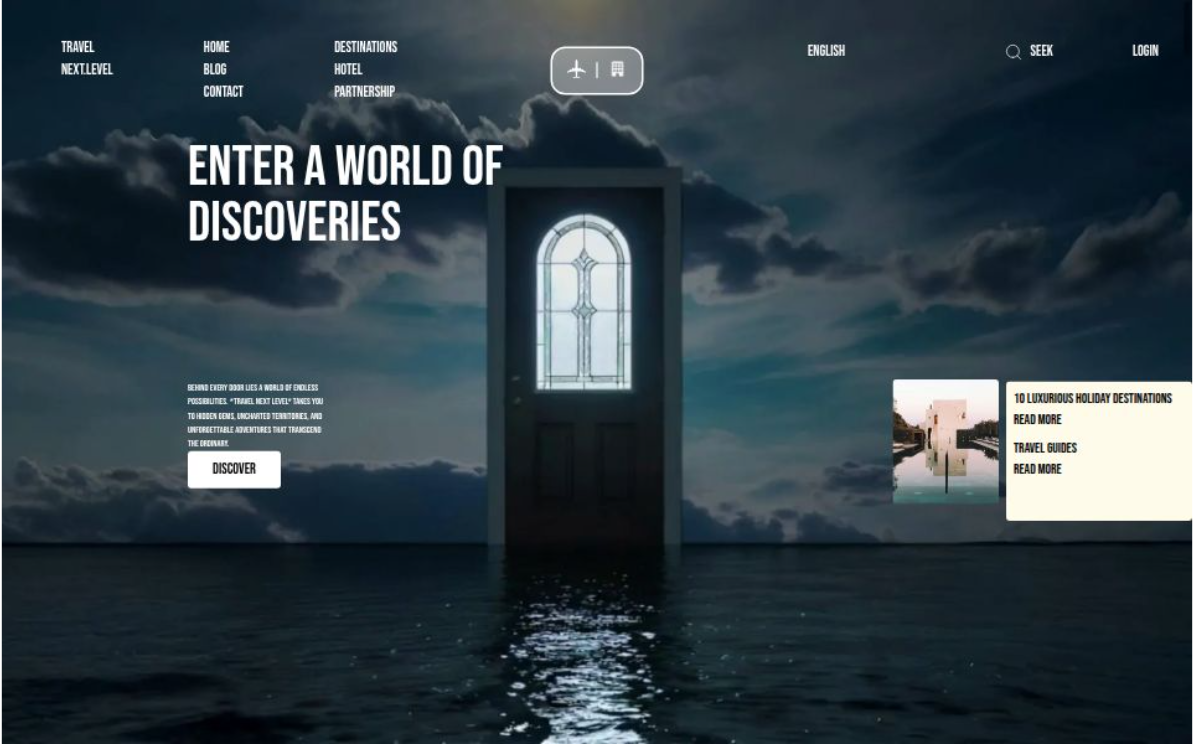 TRAVEL
NEXT.LEVEL
HOME
BLOG
CONTACT
DESTINATIONS
HOTEL
PARTNERSHIP
ENGLISH
SEEK
LOGIN
ENTER A WORLD OF
DISCOVERIES
BEHIND EVERY DOOR LIES A WORLD OF ENDLESS
POSSIBILITIES. "TRAVEL NEXT LEVEL" TAKES YOU
TO HIDDEN GEMS, UNCHARTED TERRITORIES, AND
UNFORGETTABLE ADVENTURES THAT TRANSCEND
THE ORDINARY.
DISCOVER
10 LUXURIOUS HOLIDAY DESTINATIONS
READ MORE
TRAVEL GUIDES
READ MORE